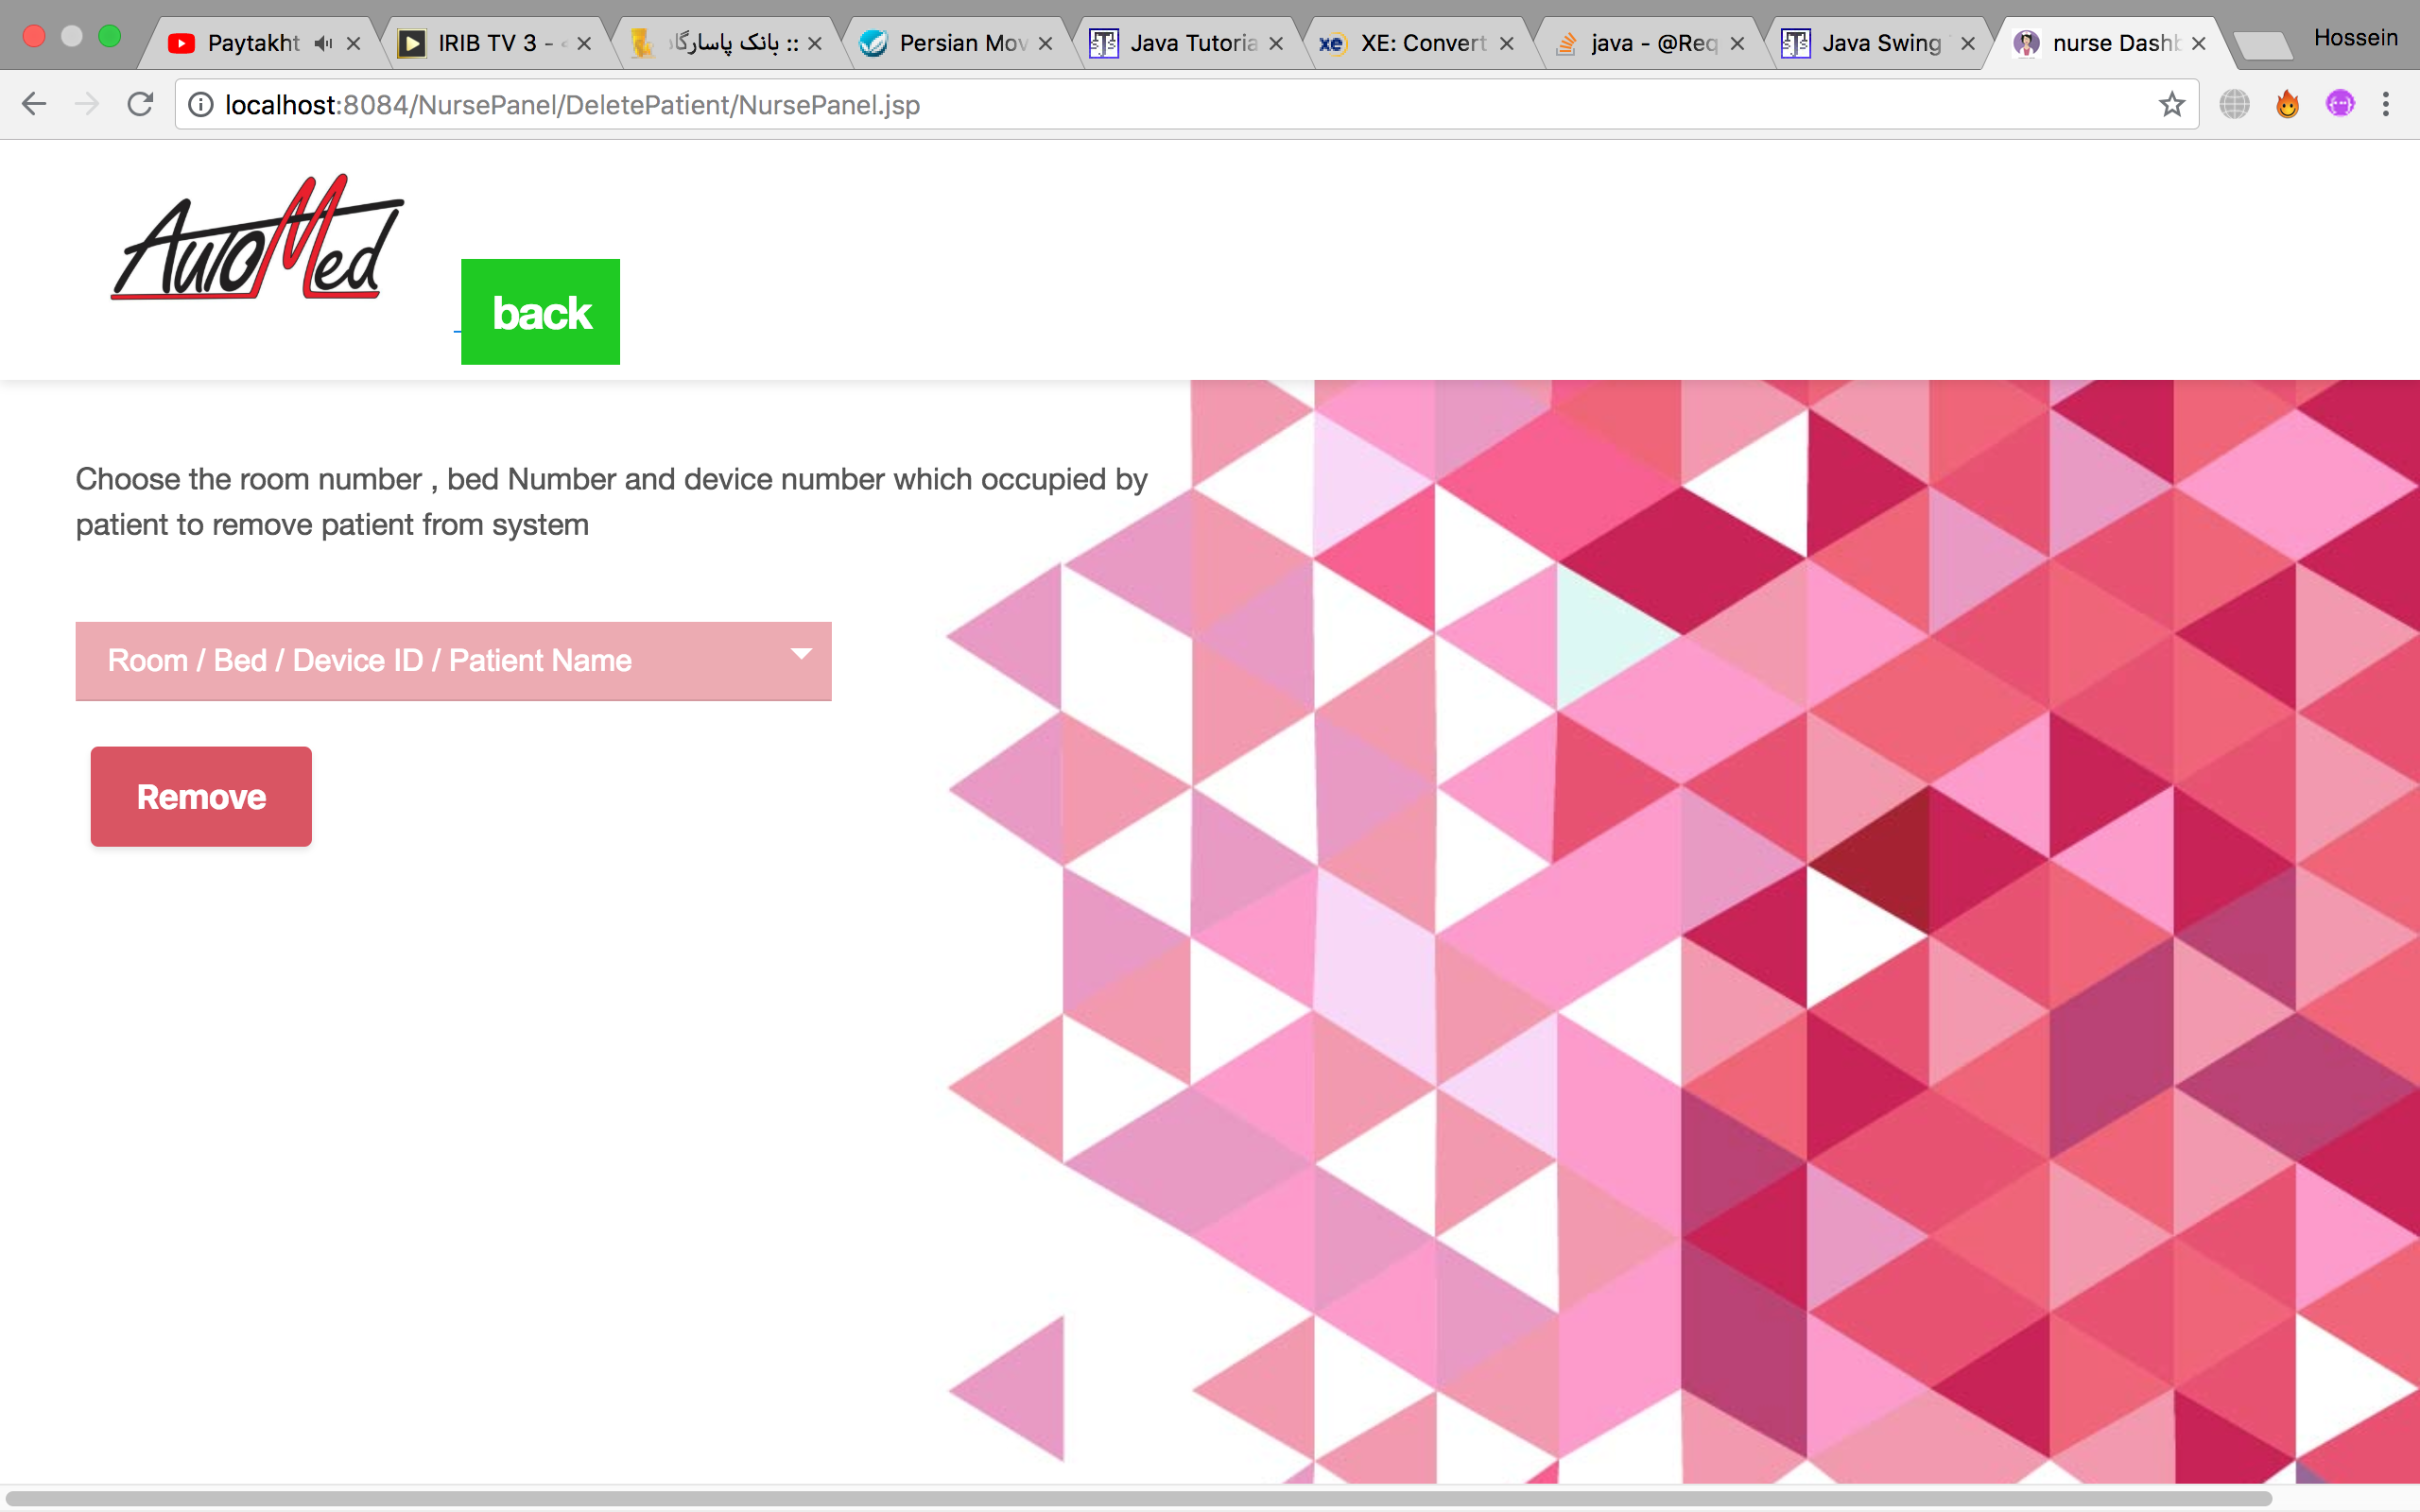 Paytakht
IRIB TV 3 -
بانک پاسارگا ::
Persian Mov
Java Tutoria
XE: Convert
java - @Req
Java Swing
nurse Dashb
Hossein
localhost:8084/NursePanel/DeletePatient/NursePanel.jsp
AutoMed
back
Choose the room number , bed Number and device number which occupied by
patient to remove patient from system
Room / Bed / Device ID / Patient Name
Remove